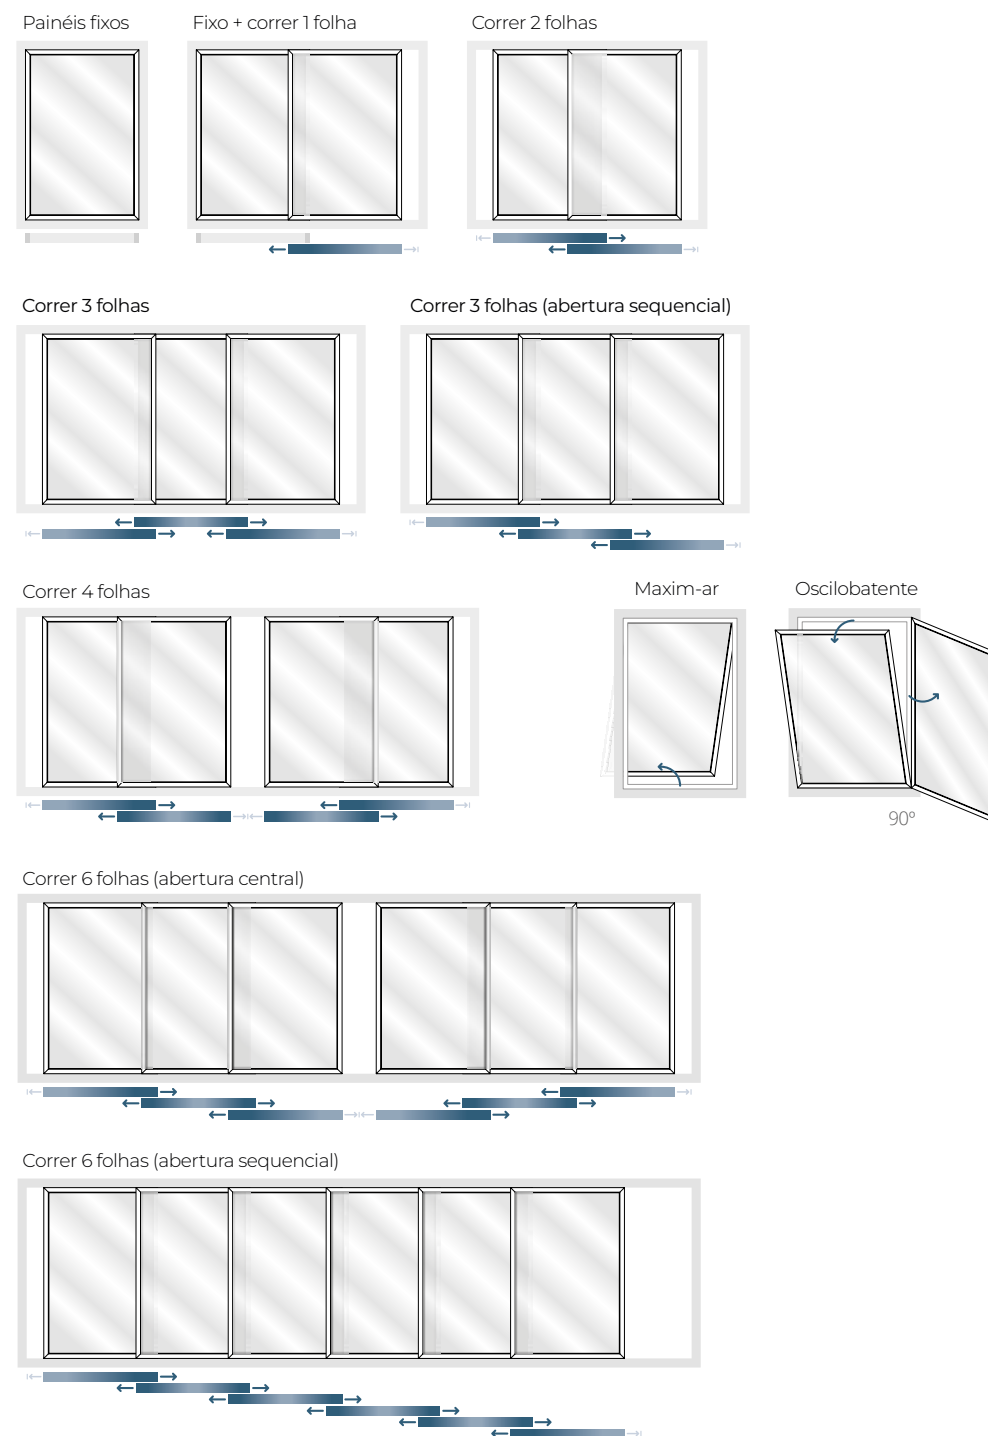 Painéis fixos
Fixo + correr 1 folha
Correr 2 folhas
Correr 3 folhas
Correr 3 folhas (abertura sequencial)
Correr 4 folhas
Maxim-ar
Oscilobatente
90º
Correr 6 folhas (abertura central)
Correr 6 folhas (abertura sequencial)